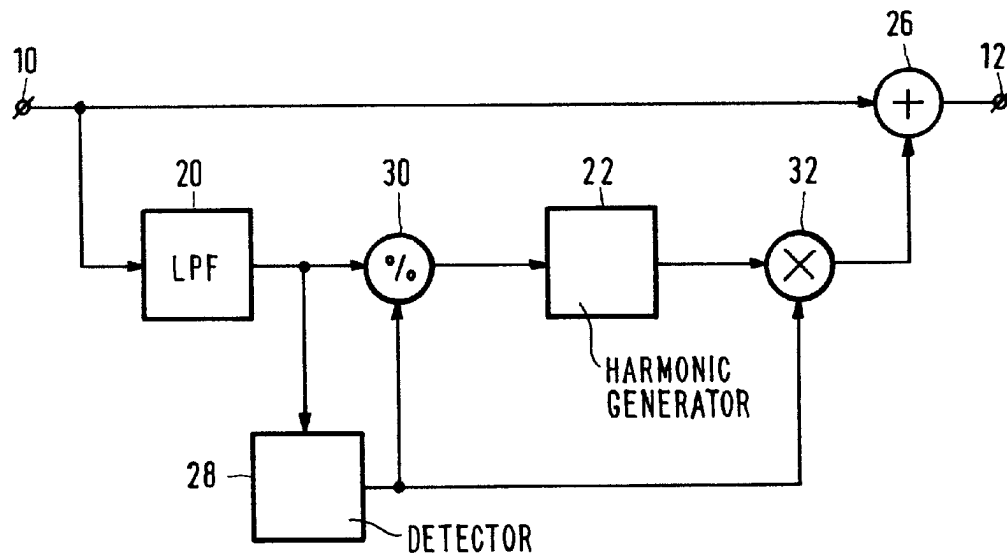 10
26
12
+
20
30
22
32
LPF
%
×
HARMONIC
GENERATOR
28
DETECTOR